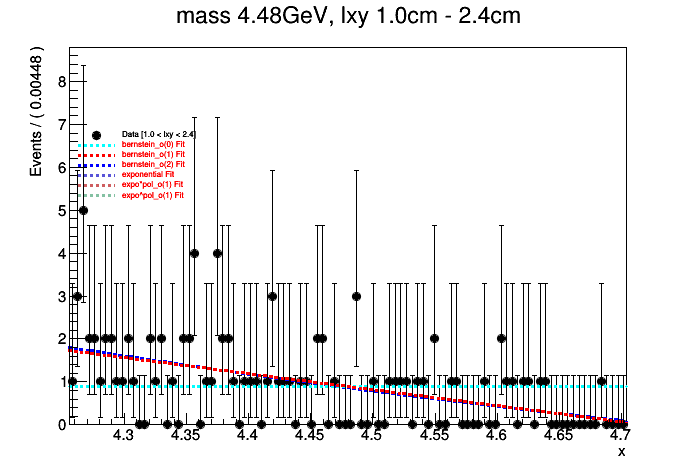 mass 4.48GeV, lxy 1.0cm - 2.4cm
Events / ( 0.00448 )
8
7
6
5
4
3
2
1
0
Data [1.0 < lxy < 2.4]
bernstein_o(0) Fit
bernstein_o(1) Fit
bernstein_o(2) Fit
exponential Fit
expo*pol_o(1) Fit
expo^pol_o(1) Fit
4.3 4.35 4.4 4.45 4.5 4.55 4.6 4.65 4.7
x